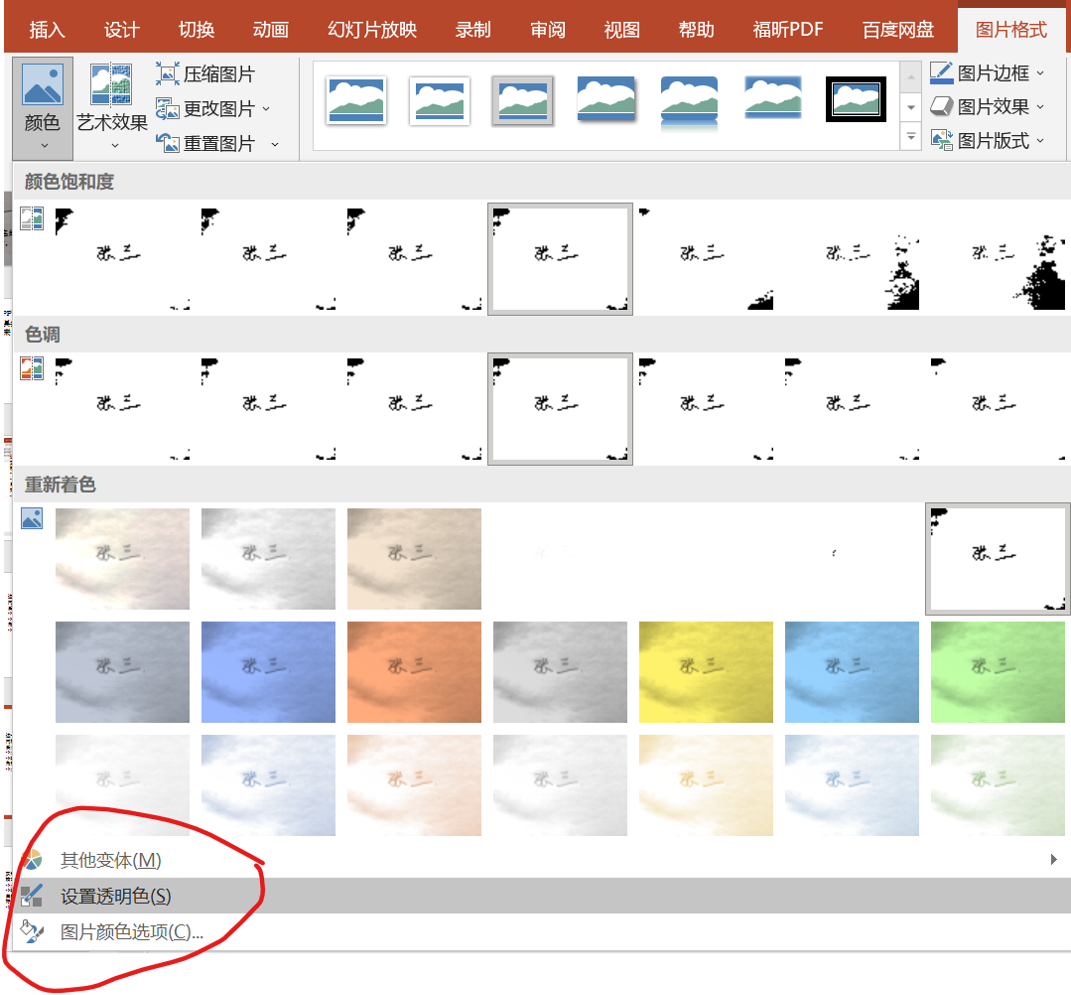 插入 设计 切换 动画 幻灯片放映 录制 审阅 视图 帮助 福昕PDF 百度网盘 图片格式
颜色 艺术效果 压缩图片 更改图片 重置图片 图片边框 图片效果 图片版式
颜色饱和度
张三 张三 张三 张三 张三 张三 张三
色调
张三 张三 张三 张三 张三 张三 张三
重新着色
张三 张三 张三 张三
张三 张三 张三 张三 张三 张三 张三
张三 张三 张三 张三 张三 张三 张三
其他变体(M)
设置透明色(S)
图片颜色选项(C)...